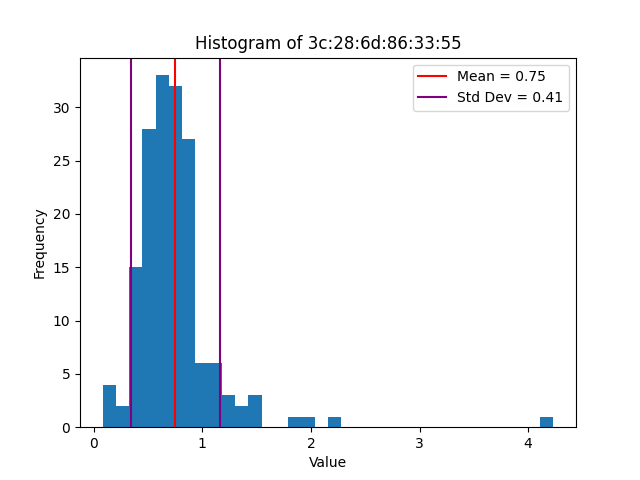 Histogram of 3c:28:6d:86:33:55
Mean = 0.75
Std Dev = 0.41
Frequency
30
25
20
15
10
5
0
0 1 2 3 4
Value